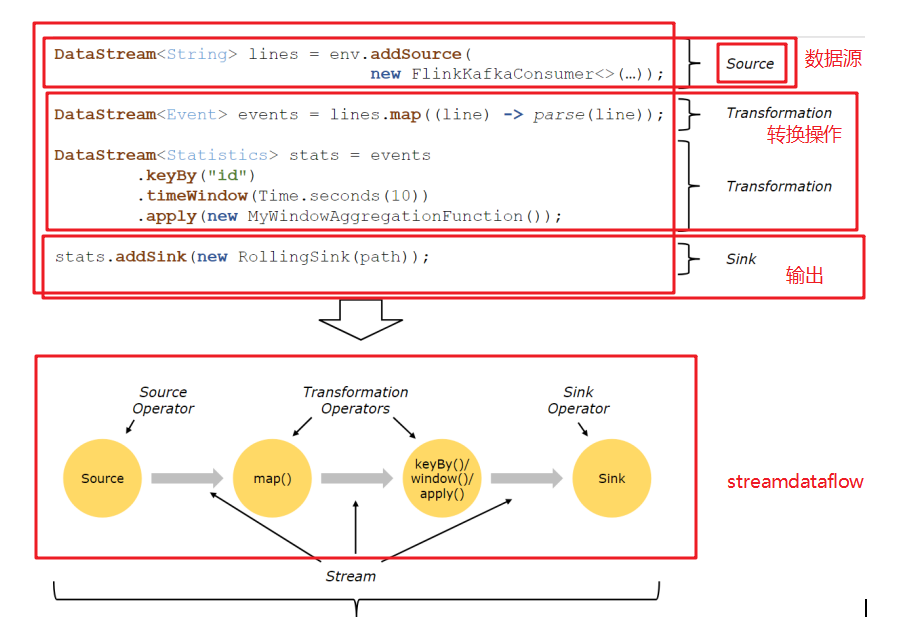 DataStream<String> lines = env.addSource(
new FlinkKafkaConsumer<>(…));
Source
数据源
DataStream<Event> events = lines.map((line) -> parse(line));
Transformation
转换操作
DataStream<Statistics> stats = events
.keyBy("id")
.timeWindow(Time.seconds(10))
.apply(new MyWindowAggregationFunction());
Transformation
stats.addSink(new RollingSink(path));
Sink
输出
Source
Operator
Transformation
Operators
Sink
Operator
Source
map()
keyBy()/
window()/
apply()
Sink
streamdataflow
Stream